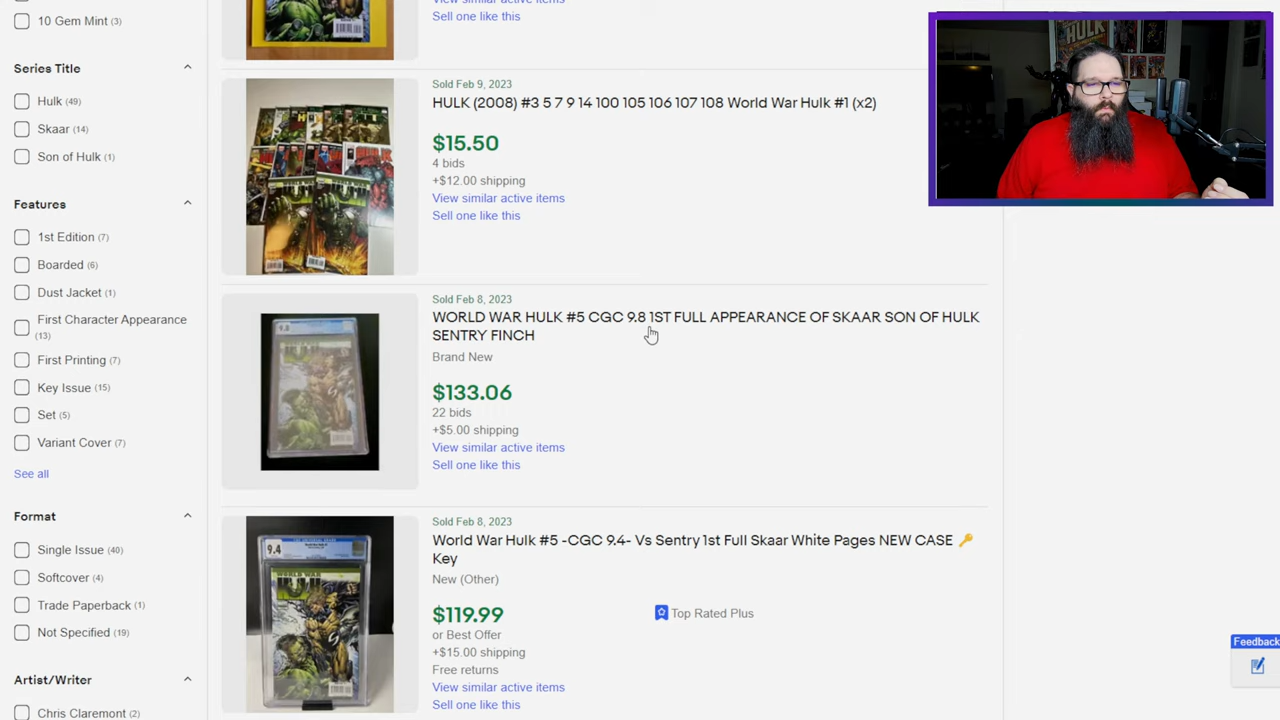 10 Gem Mint (3)
Series Title
Hulk (49)
Skaar (14)
Son of Hulk (1)
Features
1st Edition (7)
Boarded (6)
Dust Jacket (1)
First Character Appearance
(13)
First Printing (7)
Key Issue (15)
Set (5)
Variant Cover (7)
See all
Format
Single Issue (40)
Softcover (4)
Trade Paperback (1)
Not Specified (19)
Artist/Writer
Chris Claremont (2)
View similar active items
Sell one like this
Sold Feb 9, 2023
HULK (2008) #3 5 7 9 14 100 105 106 107 108 World War Hulk #1 (x2)
$15.50
4 bids
+$12.00 shipping
View similar active items
Sell one like this
Sold Feb 8, 2023
WORLD WAR HULK #5 CGC 9.8 1ST FULL APPEARANCE OF SKAAR SON OF HULK
SENTRY FINCH
Brand New
$133.06
22 bids
+$5.00 shipping
View similar active items
Sell one like this
9.8
Sold Feb 8, 2023
World War Hulk #5 -CGC 9.4- Vs Sentry 1st Full Skaar White Pages NEW CASE 🔑
Key
New (Other)
$119.99
or Best Offer
+$15.00 shipping
Free returns
View similar active items
Sell one like this
Top Rated Plus
9.4
WORLD WAR
HULK
HULK
Feedback